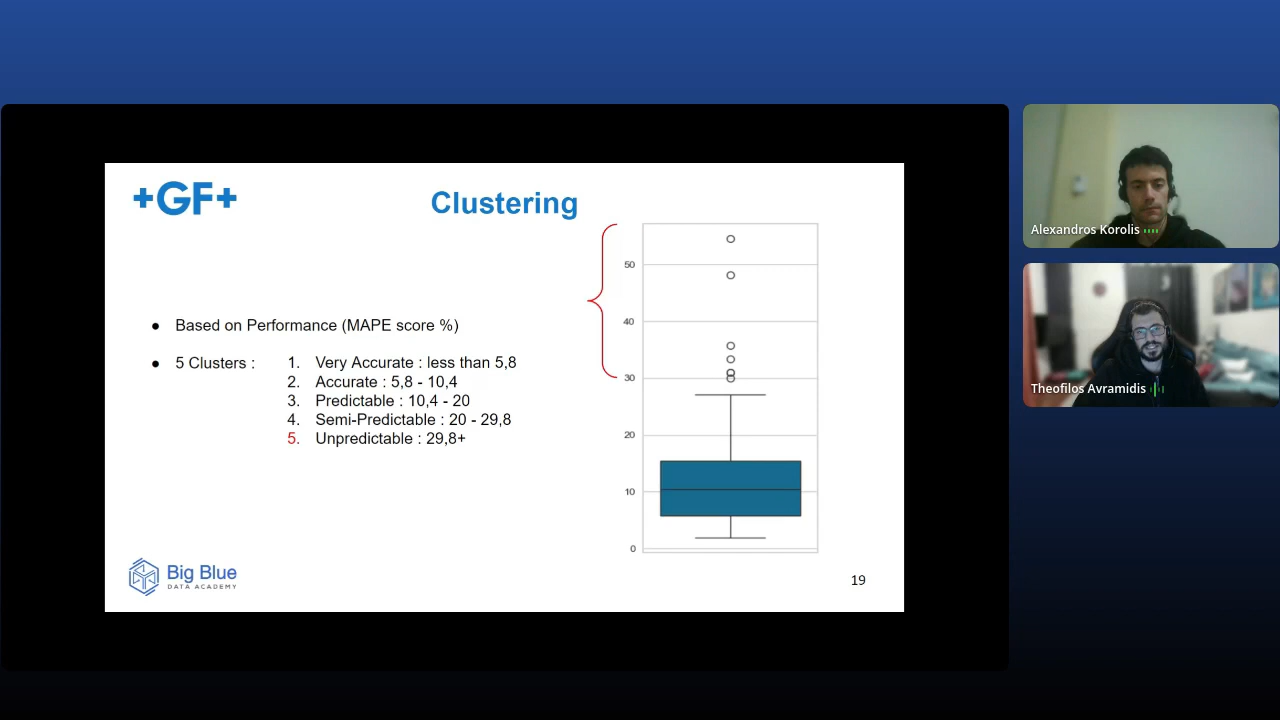 +GF+
Clustering
● Based on Performance (MAPE score %)
● 5 Clusters :
1. Very Accurate : less than 5,8
2. Accurate : 5,8 - 10,4
3. Predictable : 10,4 - 20
4. Semi-Predictable : 20 - 29,8
5. Unpredictable : 29,8+
50
40
30
20
10
0
Big Blue
DATA ACADEMY
19
Alexandros Korolis
Theofilos Avramidis